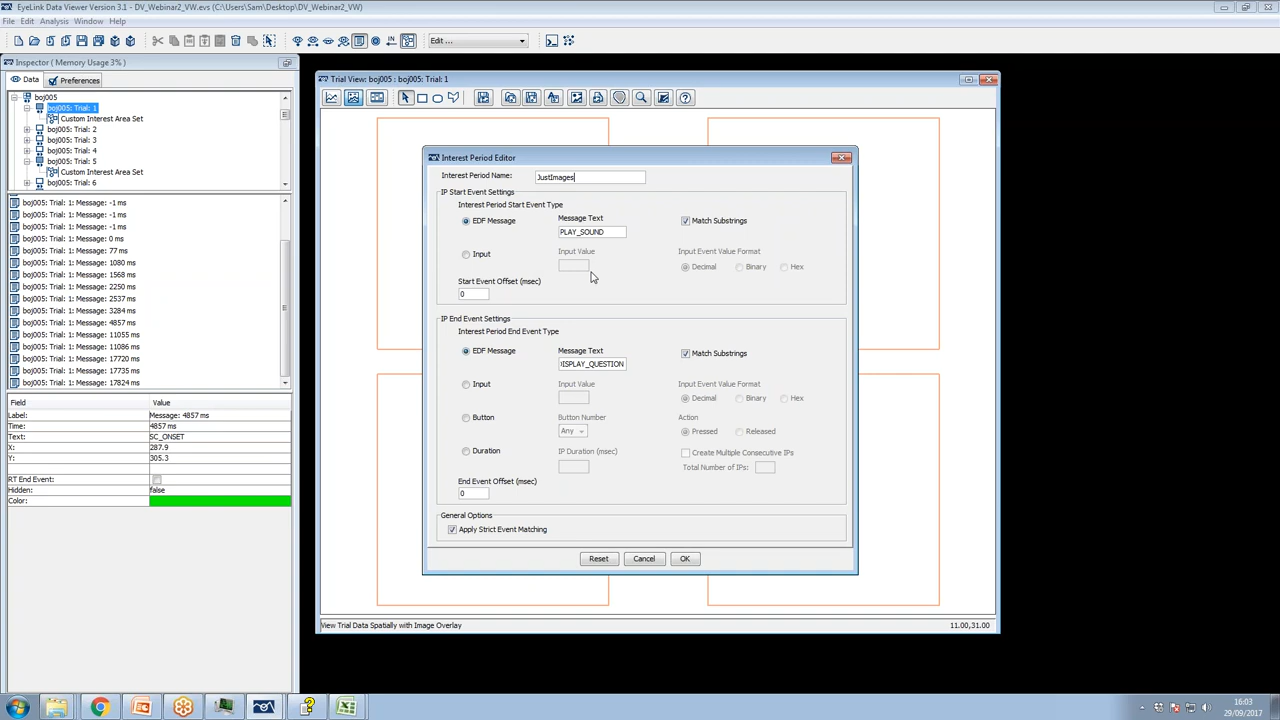 EyeLink Data Viewer Version 3.1 - DV_Webinar2_VW.evs (C:\Users\Sam\Desktop\DV_Webinar2_VW)
File Edit Analysis Window Help
Edit ...
Inspector ( Memory Usage 3% )
Data Preferences
boj005
boj005: Trial: 1
Custom Interest Area Set
boj005: Trial: 2
boj005: Trial: 3
boj005: Trial: 4
boj005: Trial: 5
Custom Interest Area Set
boj005: Trial: 6
boj005: Trial: 1: Message: -1 ms
boj005: Trial: 1: Message: -1 ms
boj005: Trial: 1: Message: -1 ms
boj005: Trial: 1: Message: 0 ms
boj005: Trial: 1: Message: 77 ms
boj005: Trial: 1: Message: 1080 ms
boj005: Trial: 1: Message: 1568 ms
boj005: Trial: 1: Message: 2250 ms
boj005: Trial: 1: Message: 2537 ms
boj005: Trial: 1: Message: 3284 ms
boj005: Trial: 1: Message: 4857 ms
boj005: Trial: 1: Message: 11055 ms
boj005: Trial: 1: Message: 11086 ms
boj005: Trial: 1: Message: 17720 ms
boj005: Trial: 1: Message: 17735 ms
boj005: Trial: 1: Message: 17824 ms
Field Value
Label: Message: 4857 ms
Time: 4857 ms
Text: SC_ONSET
X: 287.9
Y: 305.3
RT End Event:
Hidden: false
Color:
Trial View: boj005 : boj005: Trial: 1
Interest Period Editor
Interest Period Name: JustImages
IP Start Event Settings
Interest Period Start Event Type
EDF Message Message Text Match Substrings
PLAY_SOUND
Input Input Value Input Event Value Format
Decimal Binary Hex
Start Event Offset (msec)
0
IP End Event Settings
Interest Period End Event Type
EDF Message Message Text Match Substrings
ISPLAY_QUESTION
Input Input Value Input Event Value Format
Decimal Binary Hex
Button Button Number Action
Any Pressed Released
Duration IP Duration (msec) Create Multiple Consecutive IPs
Total Number of IPs:
End Event Offset (msec)
0
General Options
Apply Strict Event Matching
Reset Cancel OK
View Trial Data Spatially with Image Overlay 11.00,31.00
16:03
29/09/2017